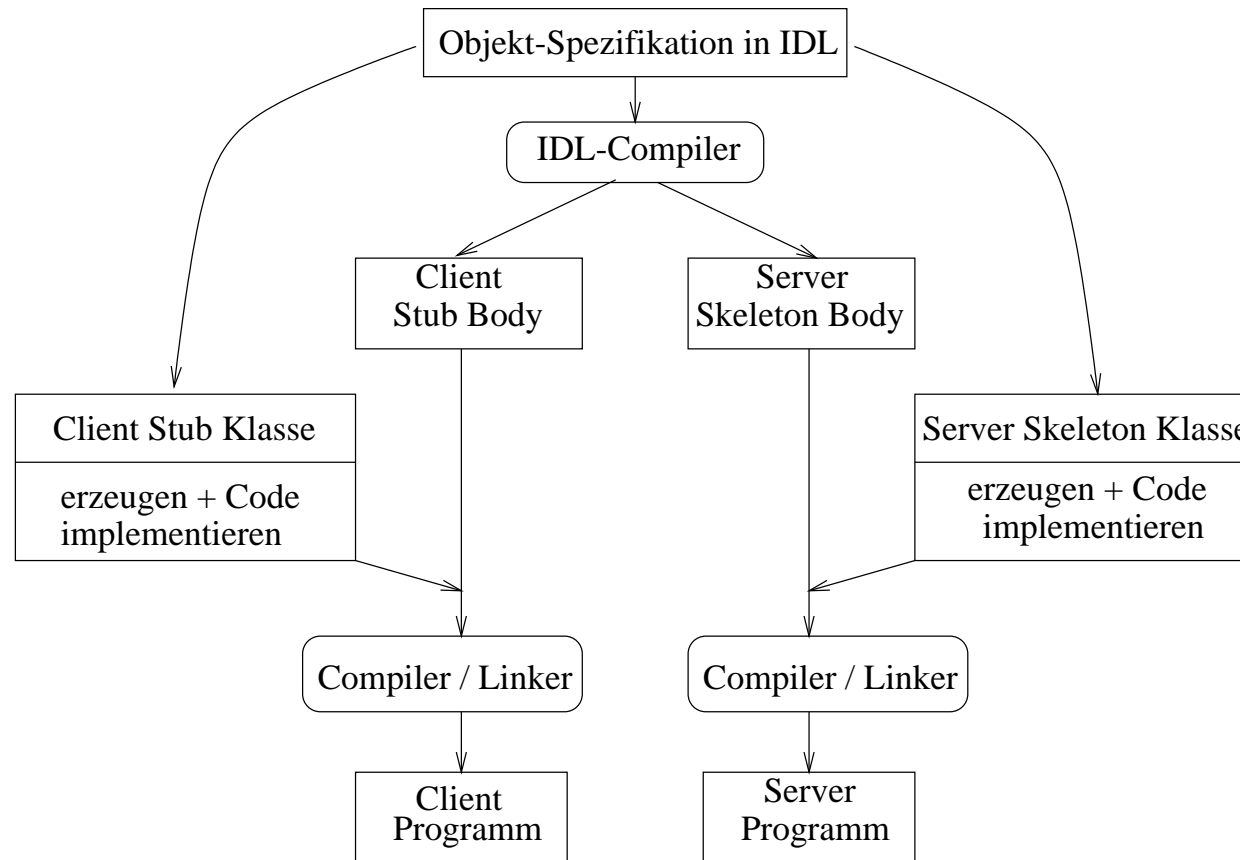 Objekt-Spezifikation in IDL
IDL-Compiler
Client
Stub Body
Server
Skeleton Body
Client Stub Klasse
erzeugen + Code
implementieren
Server Skeleton Klasse
erzeugen + Code
implementieren
Compiler / Linker
Compiler / Linker
Client
Programm
Server
Programm